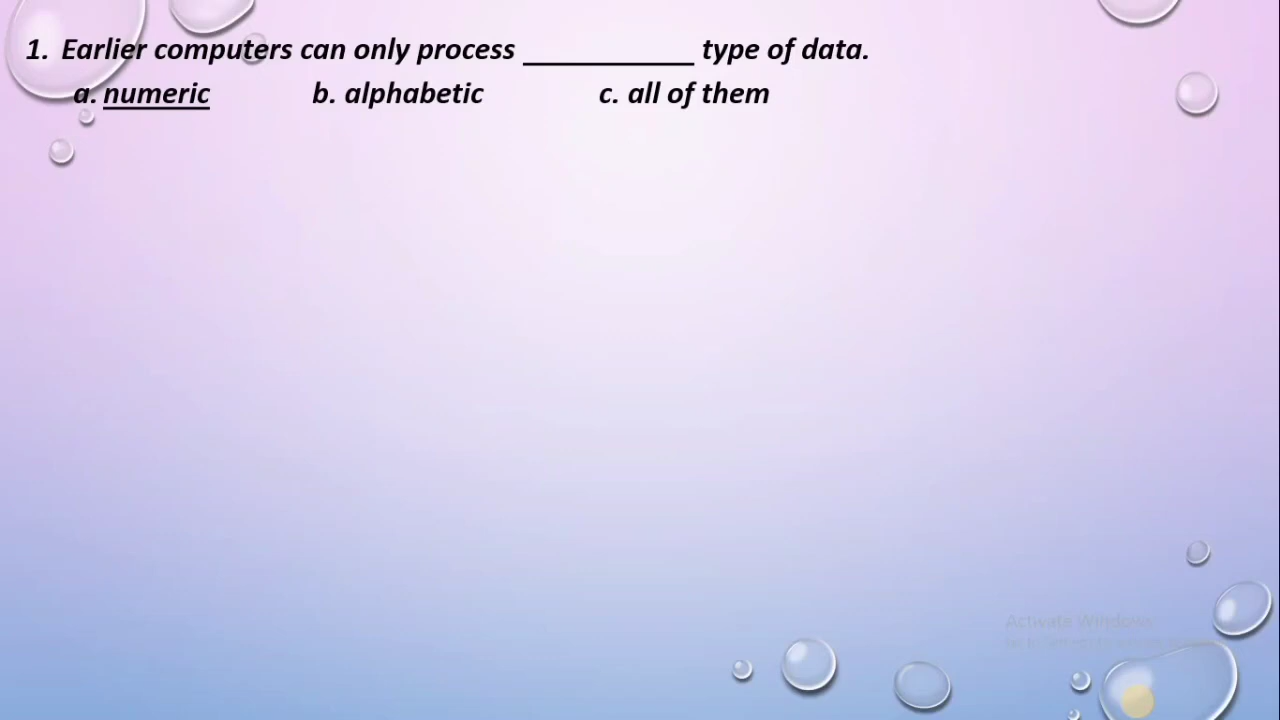 1. Earlier computers can only process ____________ type of data.
a. numeric b. alphabetic c. all of them
Activate Windows